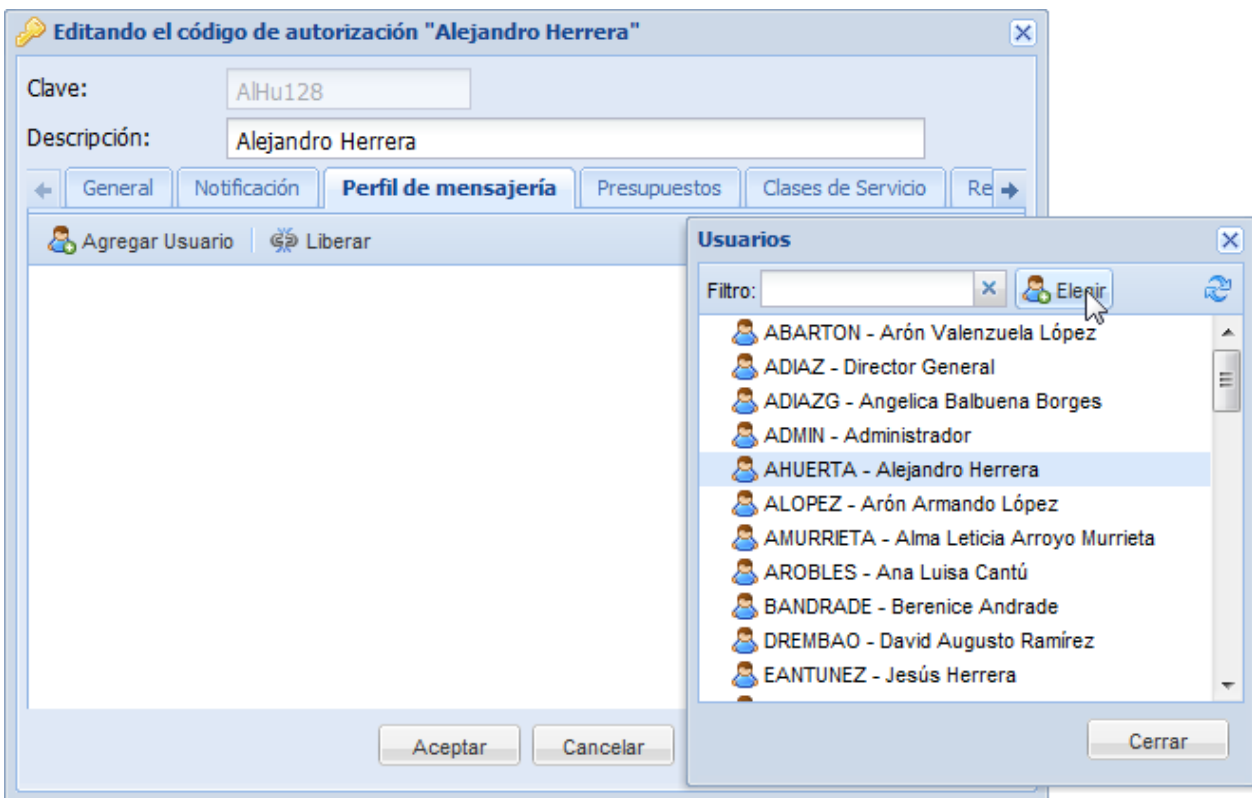 Editando el código de autorización "Alejandro Herrera"
Clave: AlHu128
Descripción: Alejandro Herrera
General Notificación Perfil de mensajería Presupuestos Clases de Servicio Re
Agregar Usuario Liberar
Usuarios
Filtro: Elegir
ABARTON - Arón Valenzuela López
ADIAZ - Director General
ADIAZG - Angelica Balbuena Borges
ADMIN - Administrador
AHUERTA - Alejandro Herrera
ALOPEZ - Arón Armando López
AMURRIETA - Alma Leticia Arroyo Murrieta
AROBLES - Ana Luisa Cantú
BANDRADE - Berenice Andrade
DREMBAO - David Augusto Ramírez
EANTUNEZ - Jesús Herrera
Aceptar Cancelar
Cerrar